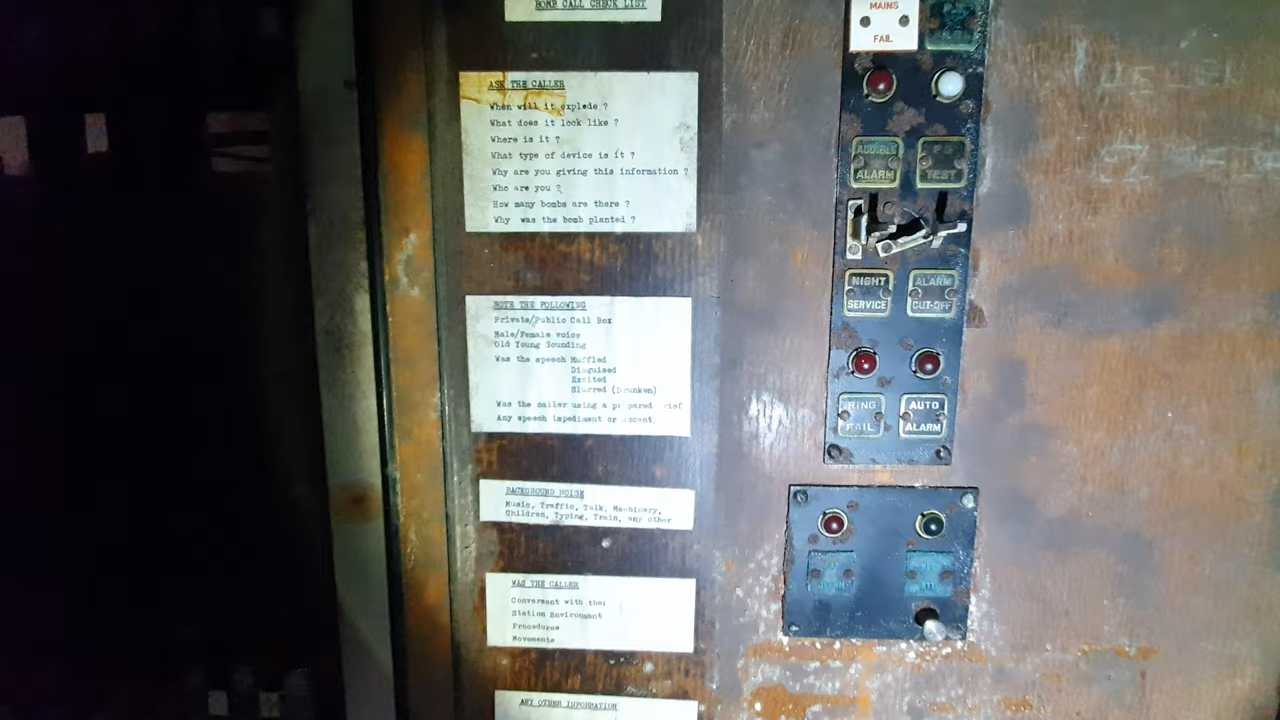 BOMB CALL CHECK LIST
ASK THE CALLER
When will it explode ?
What does it look like ?
Where is it ?
What type of device is it ?
Why are you giving this information ?
Who are you ?
How many bombs are there ?
Why was the bomb planted ?
NOTE THE FOLLOWING
Private/Public Call Box
Male/Female voice
Old Young Sounding
Was the speech Muffled
Disguised
Excited
Slurred (Drunken)
Was the caller using a prepared
Any speech impediment or accent.
BACKGROUND NOISE
Music, Traffic, Talk, Machinery,
Children, Typing, Train, any other
WAS THE CALLER
Conversant with the:
Station Environment
Procedures
Movements
ANY OTHER INFORMATION
MAINS
FAIL
AUDIBLE
ALARM
P G
TEST
NIGHT
SERVICE
ALARM
CUT-OFF
RING
FAIL
AUTO
ALARM